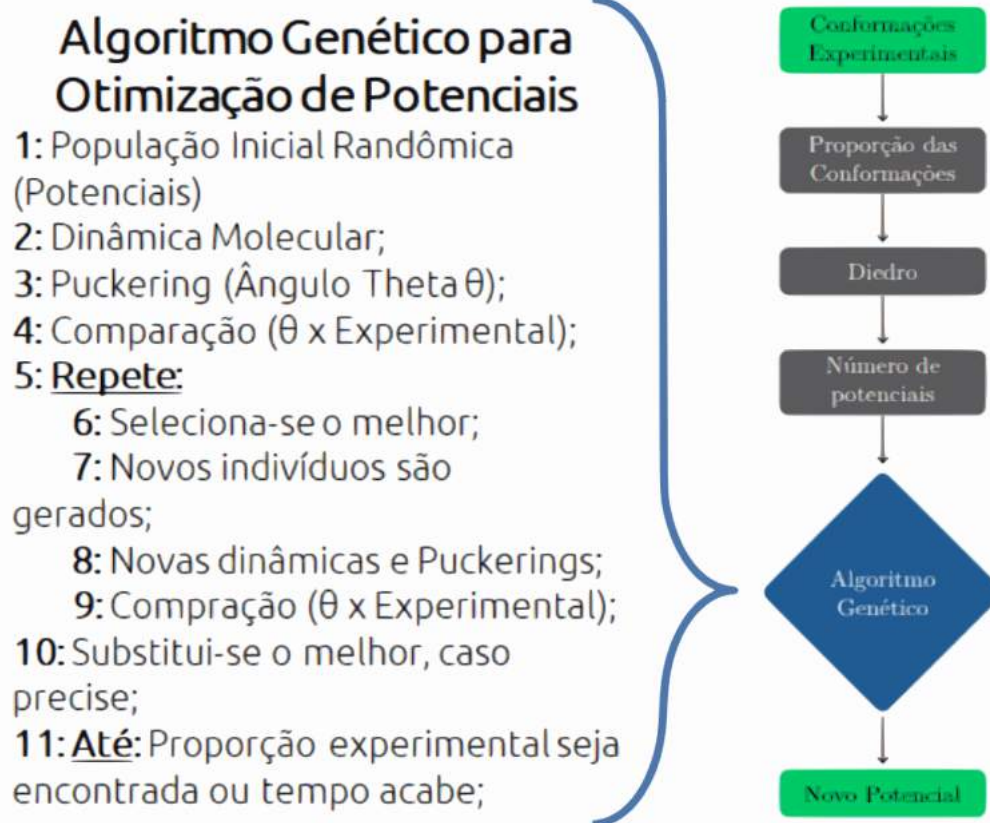 Algoritmo Genético para
Otimização de Potenciais
1: População Inicial Randômica
(Potenciais)
2: Dinâmica Molecular;
3: Puckering (Ângulo Theta θ);
4: Comparação (θ x Experimental);
5: Repete:
6: Seleciona-se o melhor;
7: Novos indivíduos são
gerados;
8: Novas dinâmicas e Puckerings;
9: Compração (θ x Experimental);
10: Substitui-se o melhor, caso
precise;
11: Até: Proporção experimental seja
encontrada ou tempo acabe;
Conformações
Experimentais
Proporção das
Conformações
Diedro
Número de
potenciais
Algoritmo
Genético
Novo Potencial